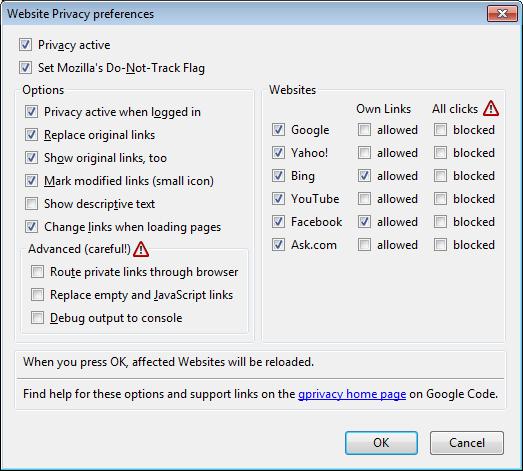 Website Privacy preferences
Privacy active
Set Mozilla's Do-Not-Track Flag
Options
Privacy active when logged in
Replace original links
Show original links, too
Mark modified links (small icon)
Show descriptive text
Change links when loading pages
Advanced (careful!)
Route private links through browser
Replace empty and JavaScript links
Debug output to console
Websites
Own Links All clicks
Google allowed blocked
Yahoo! allowed blocked
Bing allowed blocked
YouTube allowed blocked
Facebook allowed blocked
Ask.com allowed blocked
When you press OK, affected Websites will be reloaded.
Find help for these options and support links on the gprivacy home page on Google Code.
OK Cancel